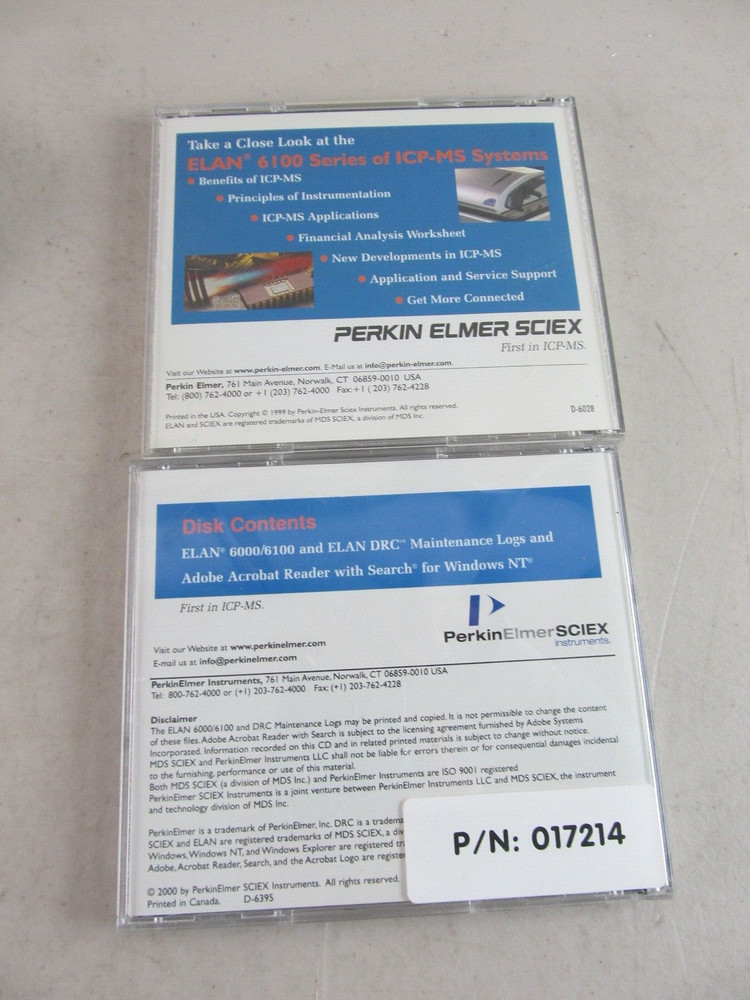 Take a Close Look at the
ELAN® 6100 Series of ICP-MS Systems
● Benefits of ICP-MS
● Principles of Instrumentation
● ICP-MS Applications
● Financial Analysis Worksheet
● New Developments in ICP-MS
● Application and Service Support
● Get More Connected
PERKIN ELMER SCIEX
First in ICP-MS.
Visit our Website at www.perkin-elmer.com. E-Mail us at info@perkin-elmer.com.
Perkin Elmer, 761 Main Avenue, Norwalk, CT 06859-0010 USA
Tel: (800) 762-4000 or +1 (203) 762-4000 Fax:+1 (203) 762-4228
Printed in the USA. Copyright © 1999 by Perkin-Elmer Sciex Instruments. All rights reserved.
ELAN and SCIEX are registered trademarks of MDS SCIEX, a division of MDS Inc.
D-6028
Disk Contents
ELAN® 6000/6100 and ELAN DRC™ Maintenance Logs and
Adobe Acrobat Reader with Search® for Windows NT®
First in ICP-MS.
PerkinElmerSCIEX
instruments.
Visit our Website at www.perkinelmer.com
E-mail us at info@perkinelmer.com
PerkinElmer Instruments, 761 Main Avenue, Norwalk, CT 06859-0010 USA
Tel: 800-762-4000 or (+1) 203-762-4000 Fax: (+1) 203-762-4228
Disclaimer
The ELAN 6000/6100 and DRC Maintenance Logs may be printed and copied. It is not permissible to change the content
of these files. Adobe Acrobat Reader with Search is subject to the licensing agreement furnished by Adobe Systems
Incorporated. Information recorded on this CD and in related printed materials is subject to change without notice.
MDS SCIEX and PerkinElmer Instruments LLC shall not be liable for errors therein or for consequential damages incidental
to the furnishing, performance or use of this material.
Both MDS SCIEX (a division of MDS Inc.) and PerkinElmer Instruments are ISO 9001 registered
PerkinElmer SCIEX Instruments is a joint venture between PerkinElmer Instruments LLC and MDS SCIEX, the instrument
and technology division of MDS Inc.
PerkinElmer is a trademark of PerkinElmer, Inc. DRC is a tradema
SCIEX and ELAN are registered trademarks of MDS SCIEX, a div
Windows, Windows NT, and Windows Explorer are registered tr
Adobe, Acrobat Reader, Search, and the Acrobat Logo are register
© 2000 by PerkinElmer SCIEX Instruments. All rights reserved.
Printed in Canada. D-6395
P/N: 017214